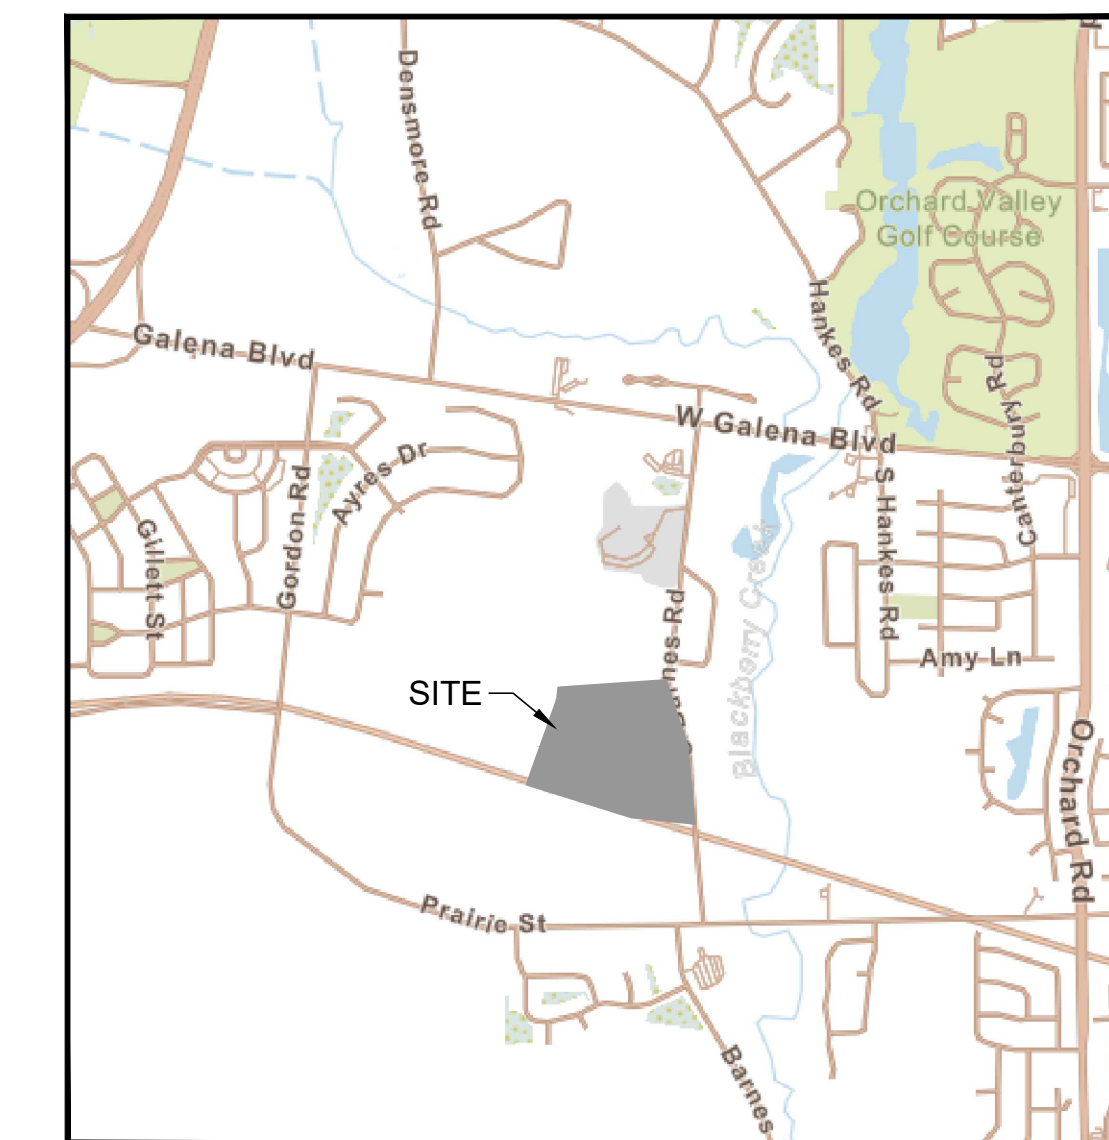 Densmore Rd
Orchard Valley
Golf Course
Hankes Rd
Galena Blvd
Canterbury Rd
W Galena Blvd
Ayres Dr
Gordon Rd
S Hankes Rd
Gillett St
Blackberry Creek
Rd
Amy Ln
SITE
Orchard Rd
Prairie St
Barnes